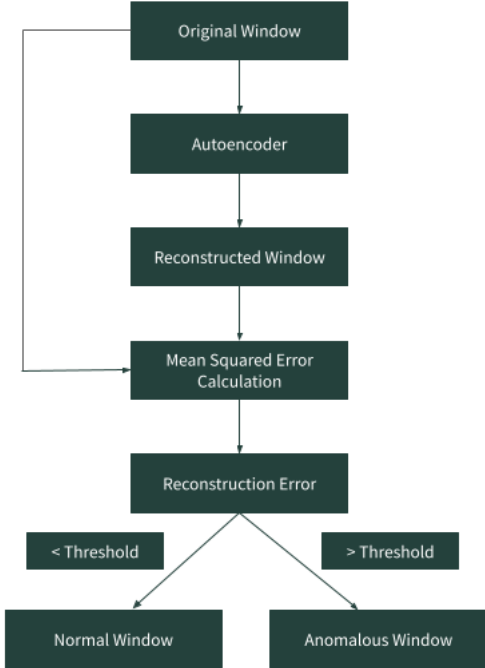 Original Window
Autoencoder
Reconstructed Window
Mean Squared Error
Calculation
Reconstruction Error
< Threshold
> Threshold
Normal Window
Anomalous Window